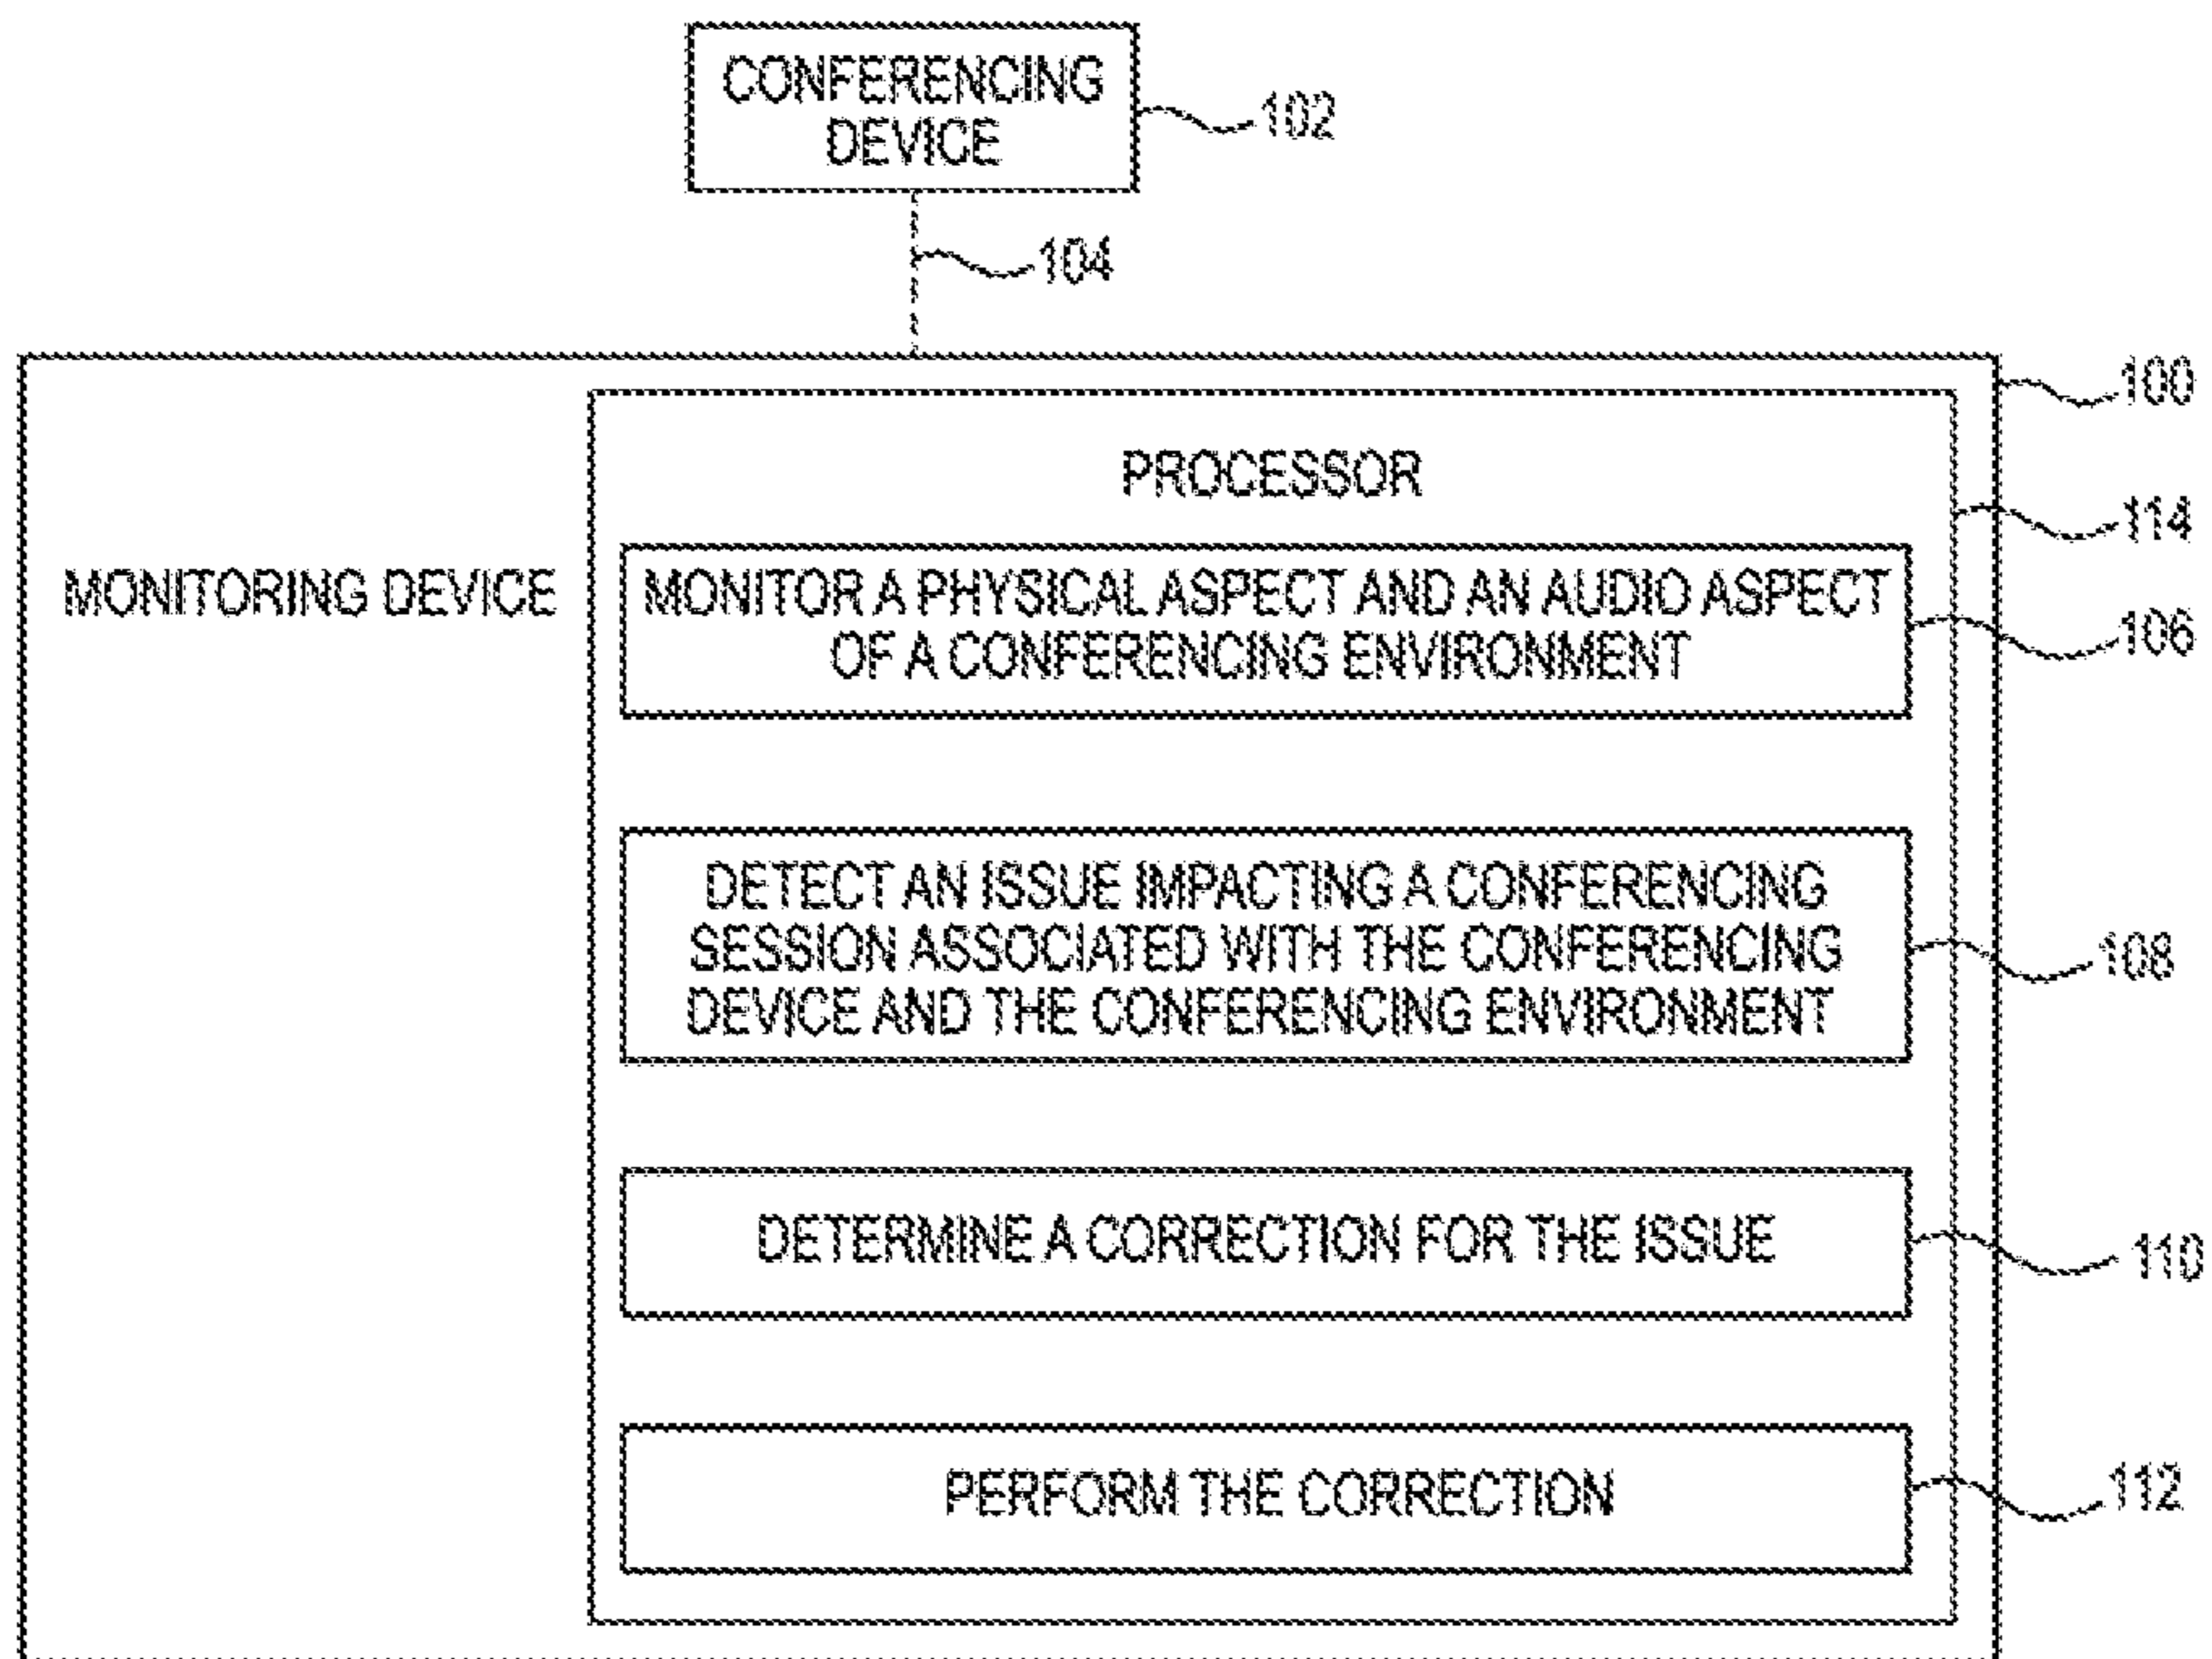 CONFERENCING
DEVICE
102
104
100
PROCESSOR
114
MONITORING DEVICE
MONITOR A PHYSICAL ASPECT AND AN AUDIO ASPECT
OF A CONFERENCING ENVIRONMENT
106
DETECT AN ISSUE IMPACTING A CONFERENCING
SESSION ASSOCIATED WITH THE CONFERENCING
DEVICE AND THE CONFERENCING ENVIRONMENT
108
DETERMINE A CORRECTION FOR THE ISSUE
110
PERFORM THE CORRECTION
112